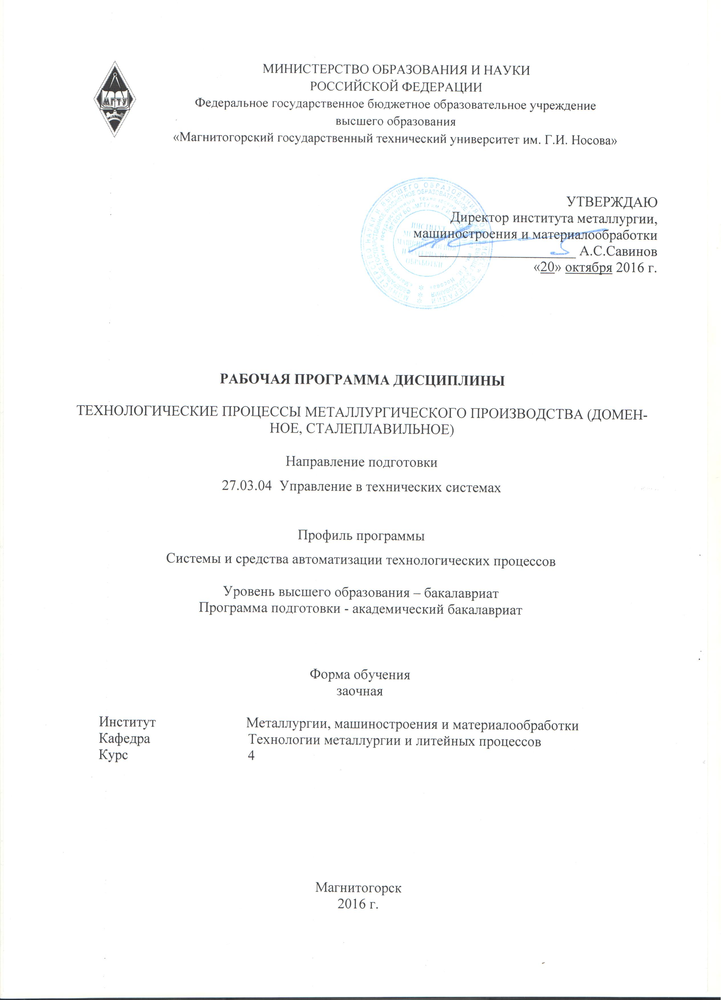 МИНИСТЕРСТВО ОБРАЗОВАНИЯ И НАУКИ
РОССИЙСКОЙ ФЕДЕРАЦИИ
Федеральное государственное бюджетное образовательное учреждение
высшего образования
«Магнитогорский государственный технический университет им. Г.И. Носова»
МГТУ
УТВЕРЖДАЮ
Директор института металлургии,
машиностроения и материалообработки
А.С.Савинов
«20» октября 2016 г.
РАБОЧАЯ ПРОГРАММА ДИСЦИПЛИНЫ
ТЕХНОЛОГИЧЕСКИЕ ПРОЦЕССЫ МЕТАЛЛУРГИЧЕСКОГО ПРОИЗВОДСТВА (ДОМЕН-
НОЕ, СТАЛЕПЛАВИЛЬНОЕ)
Направление подготовки
27.03.04 Управление в технических системах
Профиль программы
Системы и средства автоматизации технологических процессов
Уровень высшего образования – бакалавриат
Программа подготовки - академический бакалавриат
Форма обучения
заочная
Институт Металлургии, машиностроения и материалообработки
Кафедра Технологии металлургии и литейных процессов
Курс 4
Магнитогорск
2016 г.